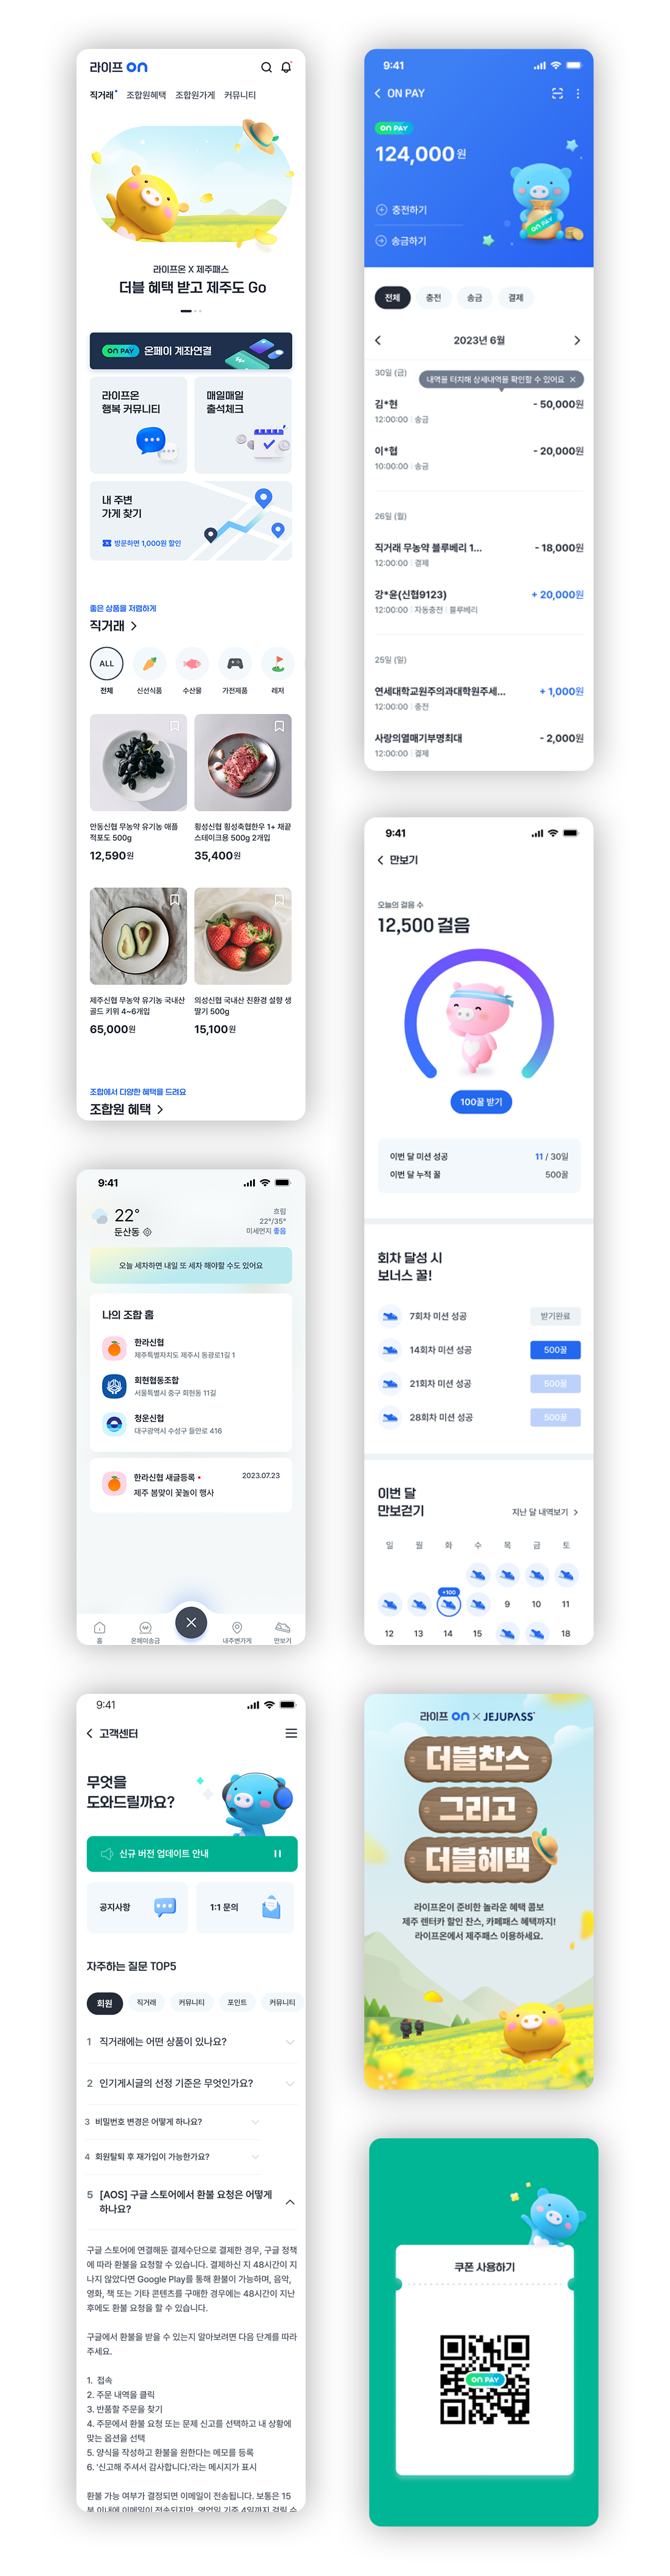 라이프 on
직거래 조합원혜택 조합원가게 커뮤니티
라이프온 X 제주패스
더블 혜택 받고 제주도 Go
on PAY 온페이 계좌연결
라이프온
행복 커뮤니티
매일매일
출석체크
내 주변
가게 찾기
방문하면 1,000원 할인
좋은 상품을 저렴하게
직거래
ALL
전체 신선식품 수산물 가전제품 레저
안동신협 무농약 유기농 애플
적포도 500g
12,590원
횡성신협 횡성축협한우 1+ 채끝
스테이크용 500g 2개입
35,400원
제주신협 무농약 유기농 국내산
골드 키위 4~6개입
65,000원
의성신협 국내산 친환경 설향 생
딸기 500g
15,100원
조합에서 다양한 혜택를 드려요
조합원 혜택
9:41
ON PAY
on PAY
124,000원
on PAY
충전하기
송금하기
전체 충전 송금 결제
2023년 6월
30일 (금)
내역을 터치해 상세내역을 확인할 수 있어요
김*현 - 50,000원
12:00:00 송금
이*협 - 20,000원
10:00:00 송금
26일 (월)
직거래 무농약 블루베리 1... - 18,000원
12:00:00 결제
강*윤(신협9123) + 20,000원
12:00:00 자동충전 블루베리
25일 (일)
연세대학교원주의과대학원주세... + 1,000원
12:00:00 충전
사랑의열매기부명최대 - 2,000원
12:00:00 결제
9:41
만보기
오늘의 걸음 수
12,500 걸음
100꿀 받기
이번 달 미션 성공 11 / 30일
이번 달 누적 꿀 500꿀
회차 달성 시
보너스 꿀!
7회차 미션 성공 받기완료
14회차 미션 성공 500꿀
21회차 미션 성공 500꿀
28회차 미션 성공 500꿀
이번 달
만보걷기
지난 달 내역보기
일 월 화 수 목 금 토
+100
9 10 11
12 13 14 15 18
9:41
22°
둔산동
흐림
22°/35°
미세먼지 좋음
오늘 세차하면 내일 또 세차 해야할 수도 있어요
나의 조합 홈
한라신협
제주특별자치도 제주시 동광로1길 1
회현협동조합
서울특별시 중구 회현동 11길
청운신협
대구광역시 수성구 들안로 416
한라신협 새글등록 2023.07.23
제주 봄맞이 꽃놀이 행사
홈 온페이송금 내주변가게 만보기
9:41
고객센터
무엇을
도와드릴까요?
신규 버전 업데이트 안내
공지사항
1:1 문의
자주하는 질문 TOP5
회원 직거래 커뮤니티 포인트 커뮤니티
1 직거래에는 어떤 상품이 있나요?
2 인기게시글의 선정 기준은 무엇인가요?
3 비밀번호 변경은 어떻게 하나요?
4 회원탈퇴 후 재가입이 가능한가요?
5 [AOS] 구글 스토어에서 환불 요청은 어떻게
하나요?
구글 스토어에 연결해둔 결제수단으로 결제한 경우, 구글 정책
에 따라 환불을 요청할 수 있습니다. 결제하신 지 48시간이 지
나지 않았다면 Google Play를 통해 환불이 가능하며, 음악,
영화, 책 또는 기타 콘텐츠를 구매한 경우에는 48시간이 지난
후에도 환불 요청을 할 수 있습니다.
구글에서 환불을 받을 수 있는지 알아보려면 다음 단계를 따라
주세요.
1. 접속
2. 주문 내역을 클릭
3. 반품할 주문을 찾기
4. 주문에서 환불 요청 또는 문제 신고를 선택하고 내 상황에
맞는 옵션을 선택
5. 양식을 작성하고 환불을 원한다는 메모를 등록
6. '신고해 주셔서 감사합니다.'라는 메시지가 표시
환불 가능 여부가 결정되면 이메일이 전송됩니다. 보통은 15
분 이내에 이메일이 전송되지만, 영업일 기준 4일까지 걸릴 수
라이프 on × JEJUPASS
더블찬스
그리고
더블혜택
라이프온이 준비한 놀라운 혜택 콤보
제주 렌터카 할인 찬스, 카페패스 혜택까지!
라이프온에서 제주패스 이용하세요.
쿠폰 사용하기
on PAY